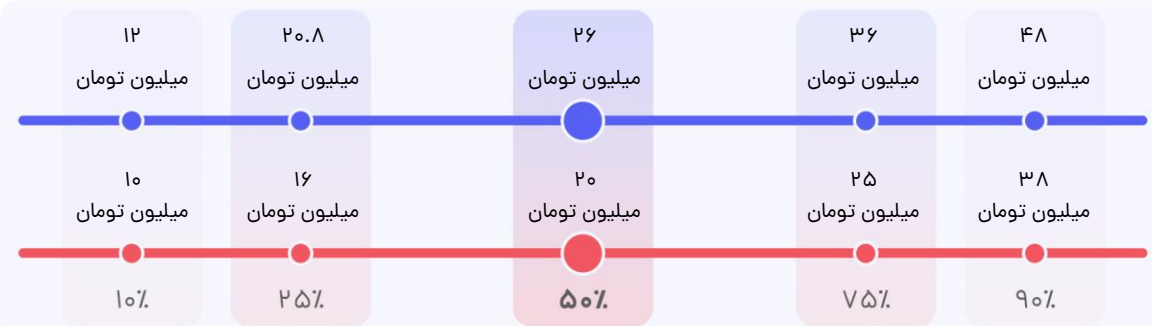 ۱۲ ۲۰.۸ ۲۶ ۳۶ ۴۸
میلیون تومان میلیون تومان میلیون تومان میلیون تومان میلیون تومان
۱۰ ۱۶ ۲۰ ۲۵ ۳۸
میلیون تومان میلیون تومان میلیون تومان میلیون تومان میلیون تومان
۱۰٪ ۲۵٪ ۵۰٪ ۷۵٪ ۹۰٪